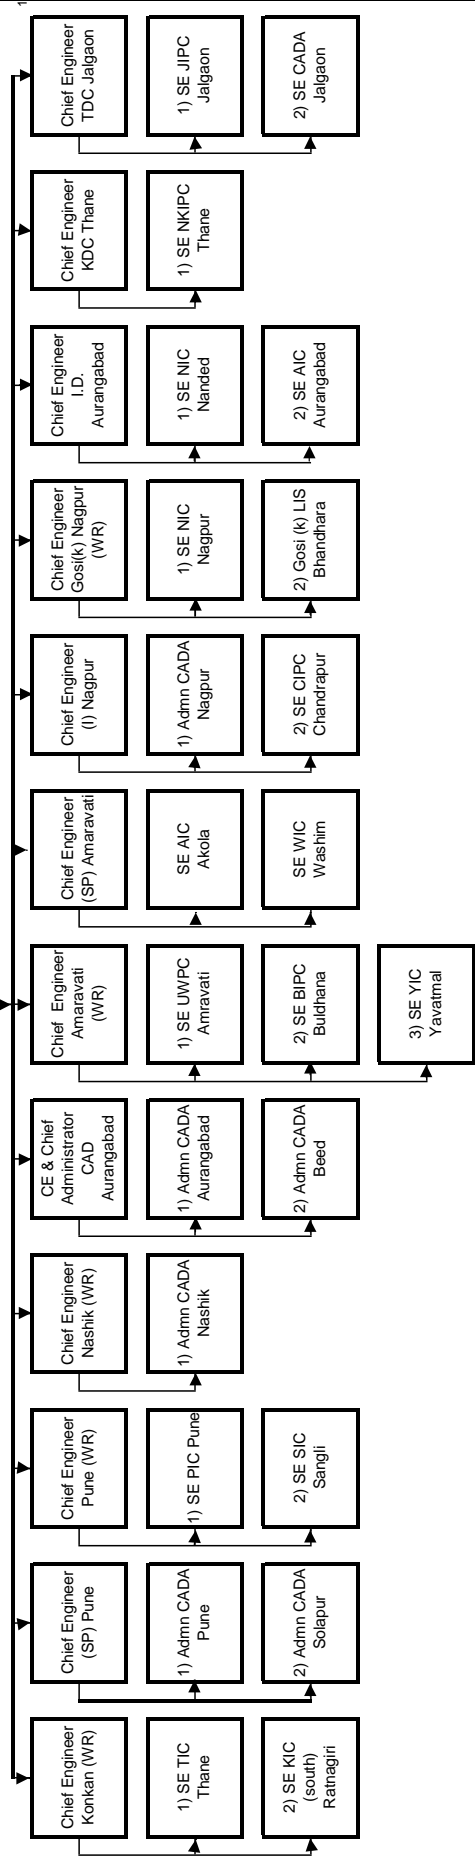 1
Chief Engineer
Konkan (WR)
1) SE TIC
Thane
2) SE KIC
(south)
Ratnagiri
Chief Engineer
(SP) Pune
1) Admn CADA
Pune
2) Admn CADA
Solapur
Chief Engineer
Pune (WR)
1) SE PIC Pune
2) SE SIC
Sangli
Chief Engineer
Nashik (WR)
1) Admn CADA
Nashik
CE & Chief
Administrator
CAD
Aurangabad
1) Admn CADA
Aurangabad
2) Admn CADA
Beed
Chief Engineer
Amaravati
(WR)
1) SE UWPC
Amravati
2) SE BIPC
Buldhana
3) SE YIC
Yavatmal
Chief Engineer
(SP) Amaravati
SE AIC
Akola
SE WIC
Washim
Chief Engineer
(I) Nagpur
1) Admn CADA
Nagpur
2) SE CIPC
Chandrapur
Chief Engineer
Gosi(k) Nagpur
(WR)
1) SE NIC
Nagpur
2) Gosi (k) LIS
Bhandhara
Chief Engineer
I.D.
Aurangabad
1) SE NIC
Nanded
2) SE AIC
Aurangabad
Chief Engineer
KDC Thane
1) SE NKIPC
Thane
Chief Engineer
TDC Jalgaon
1) SE JIPC
Jalgaon
2) SE CADA
Jalgaon